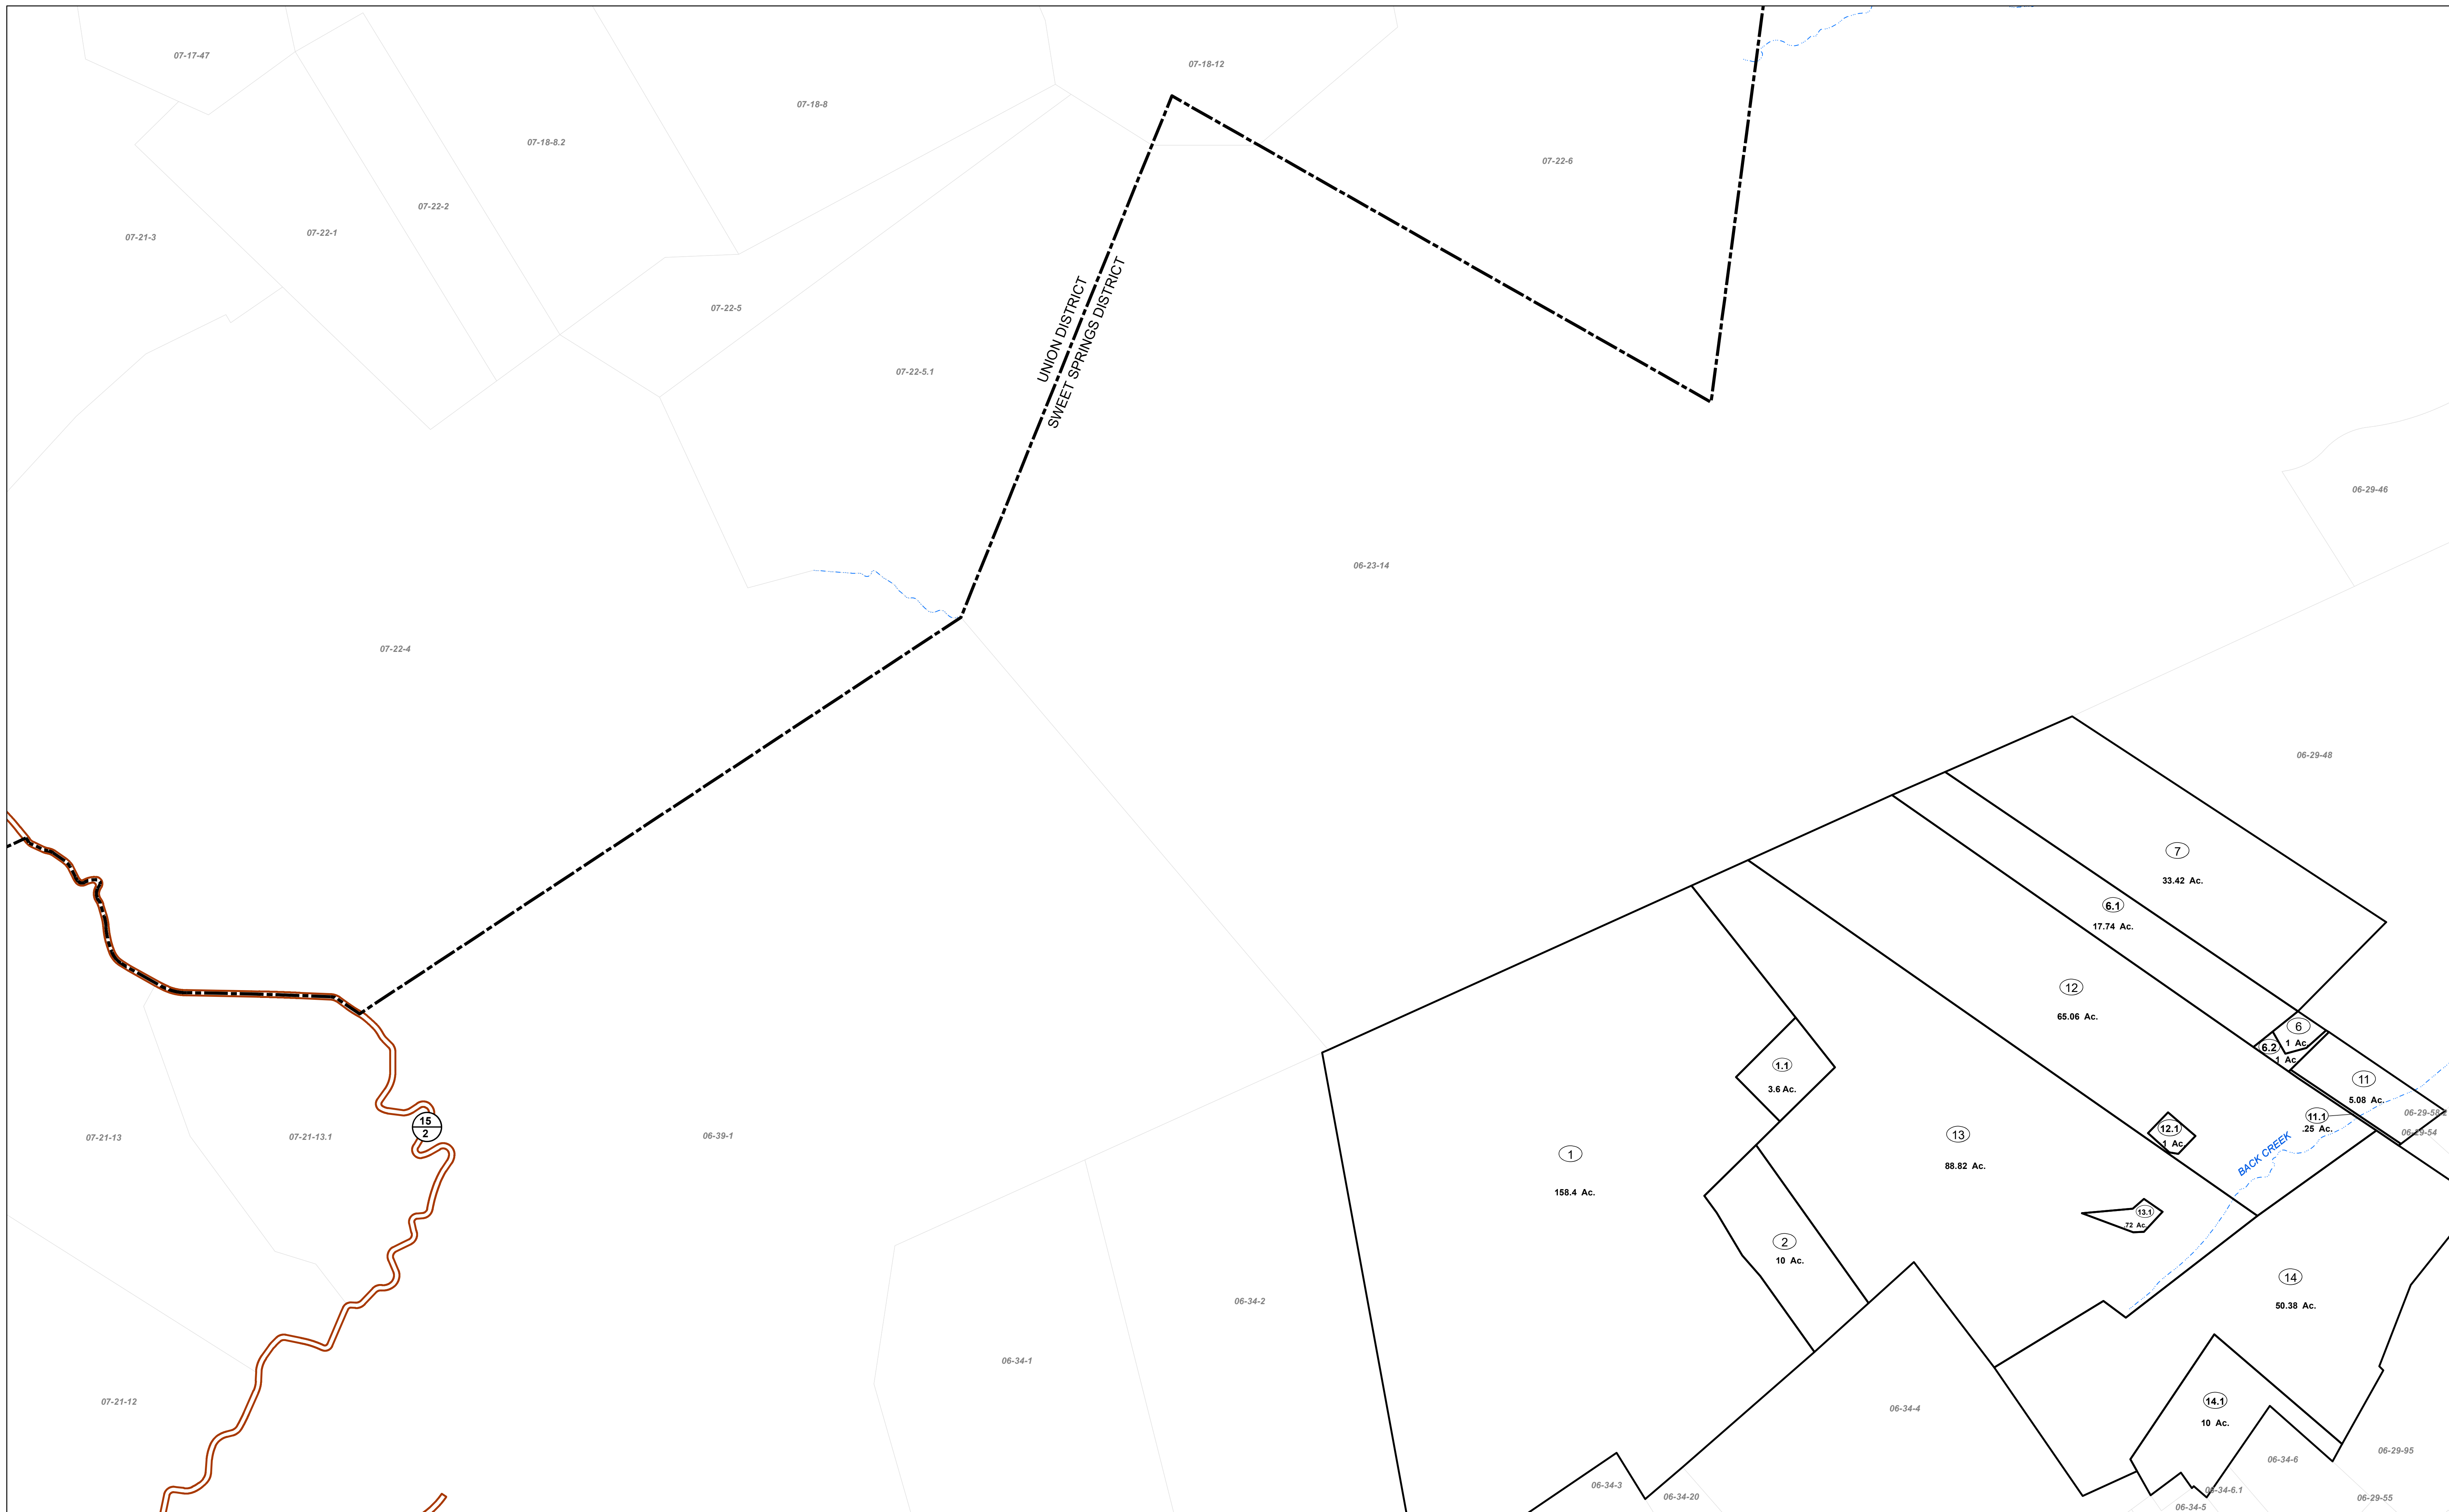 07-17-47
07-18-12
07-18-8
07-18-8.2
07-22-6
07-22-2
07-22-1
07-21-3
07-22-5
UNION DISTRICT
SWEET SPRINGS DISTRICT
07-22-5.1
06-29-46
06-23-14
07-22-4
06-29-48
7
33.42 Ac.
6.1
17.74 Ac.
12
65.06 Ac.
6
1 Ac.
6.2
1 Ac.
1.1
3.6 Ac.
11
5.08 Ac.
11.1
.25 Ac.
06-29-54
15
2
07-21-13
07-21-13.1
06-39-1
12.1
1 Ac.
13
88.82 Ac.
BACK CREEK
1
158.4 Ac.
13.1
.72 Ac.
2
10 Ac.
14
50.38 Ac.
06-34-2
06-34-1
07-21-12
14.1
10 Ac.
06-34-4
06-29-95
06-34-6
06-34-3
06-34-20
06-34-6.1
06-29-55
06-34-5